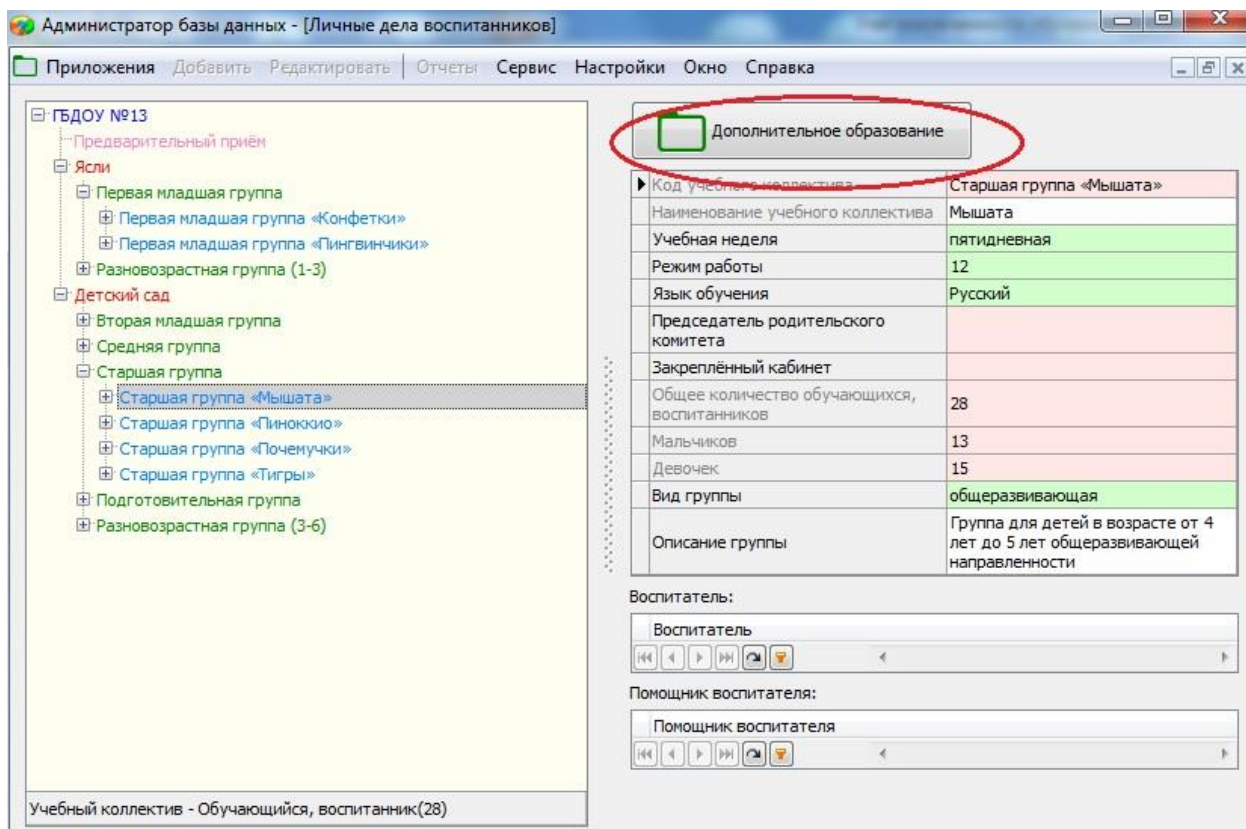 Администратор базы данных - [Личные дела воспитанников]
Приложения Добавить Редактировать Отчеты Сервис Настройки Окно Справка
ГБДОУ №13
Предварительный приём
Ясли
Первая младшая группа
Первая младшая группа «Конфетки»
Первая младшая группа «Пингвинчики»
Разновозрастная группа (1-3)
Детский сад
Вторая младшая группа
Средняя группа
Старшая группа
Старшая группа «Мышата»
Старшая группа «Пиноккио»
Старшая группа «Почемучки»
Старшая группа «Тигры»
Подготовительная группа
Разновозрастная группа (3-6)
Учебный коллектив - Обучающийся, воспитанник(28)
Дополнительное образование
Код учебного коллектива Старшая группа «Мышата»
Наименование учебного коллектива Мышата
Учебная неделя пятидневная
Режим работы 12
Язык обучения Русский
Председатель родительского
комитета
Закреплённый кабинет
Общее количество обучающихся,
воспитанников 28
Мальчиков 13
Девочек 15
Вид группы общеразвивающая
Описание группы Группа для детей в возрасте от 4
лет до 5 лет общеразвивающей
направленности
Воспитатель:
Воспитатель
Помощник воспитателя:
Помощник воспитателя